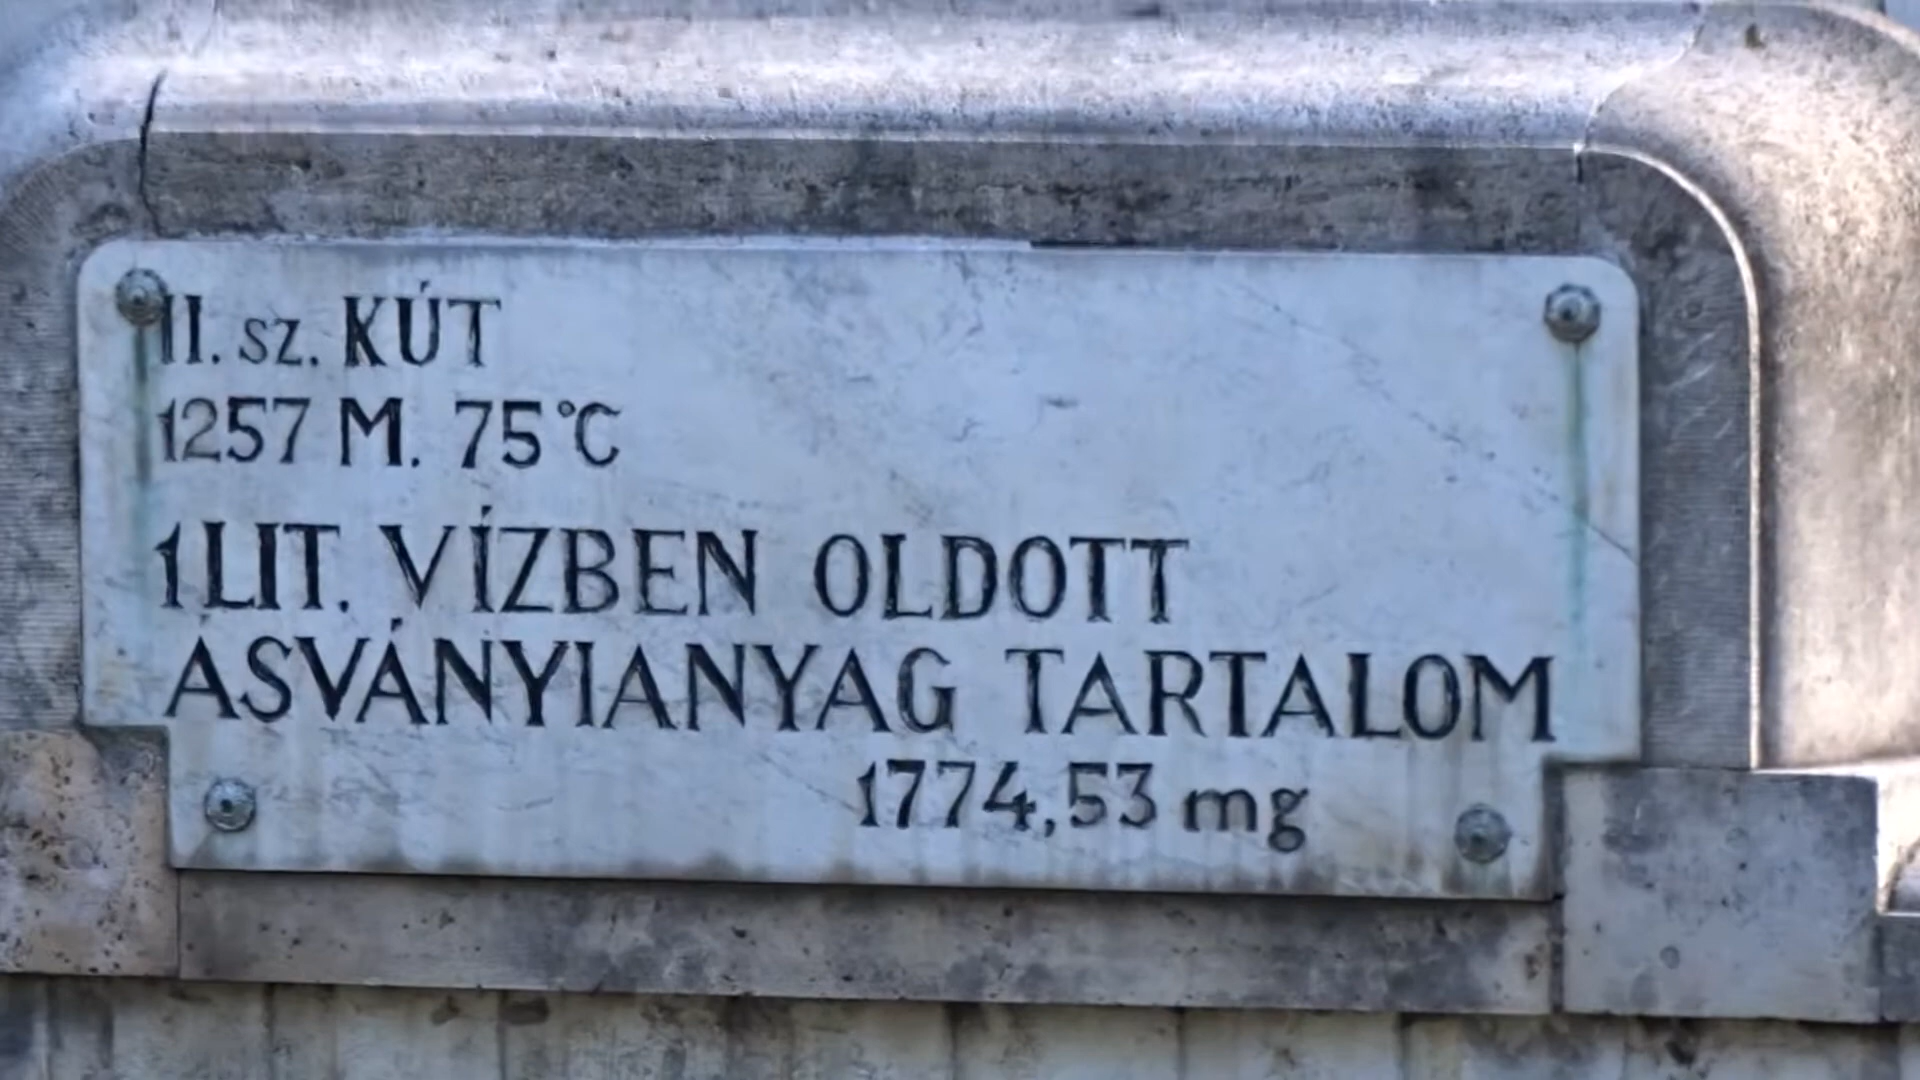 II. sz. KÚT
1257 M. 75°C
1 LIT. VÍZBEN OLDOTT
ÁSVÁNYIANYAG TARTALOM
1774,53 mg